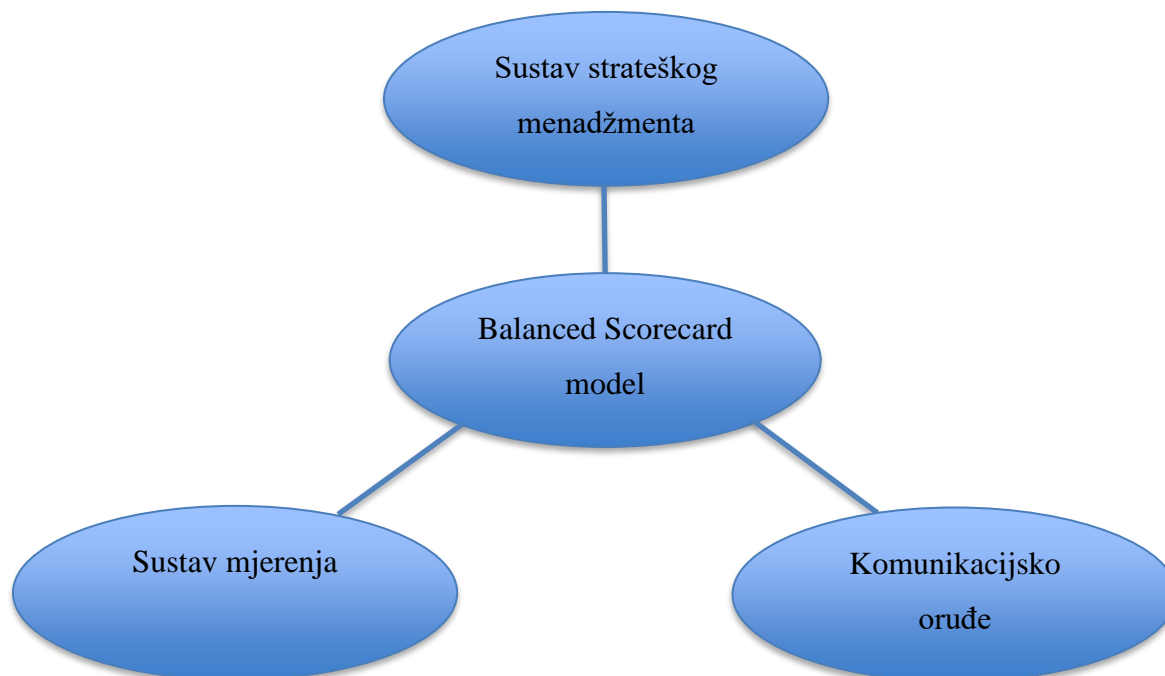 Sustav strateškog
menadžmenta
Balanced Scorecard
model
Sustav mjerenja
Komunikacijsko
oruđe